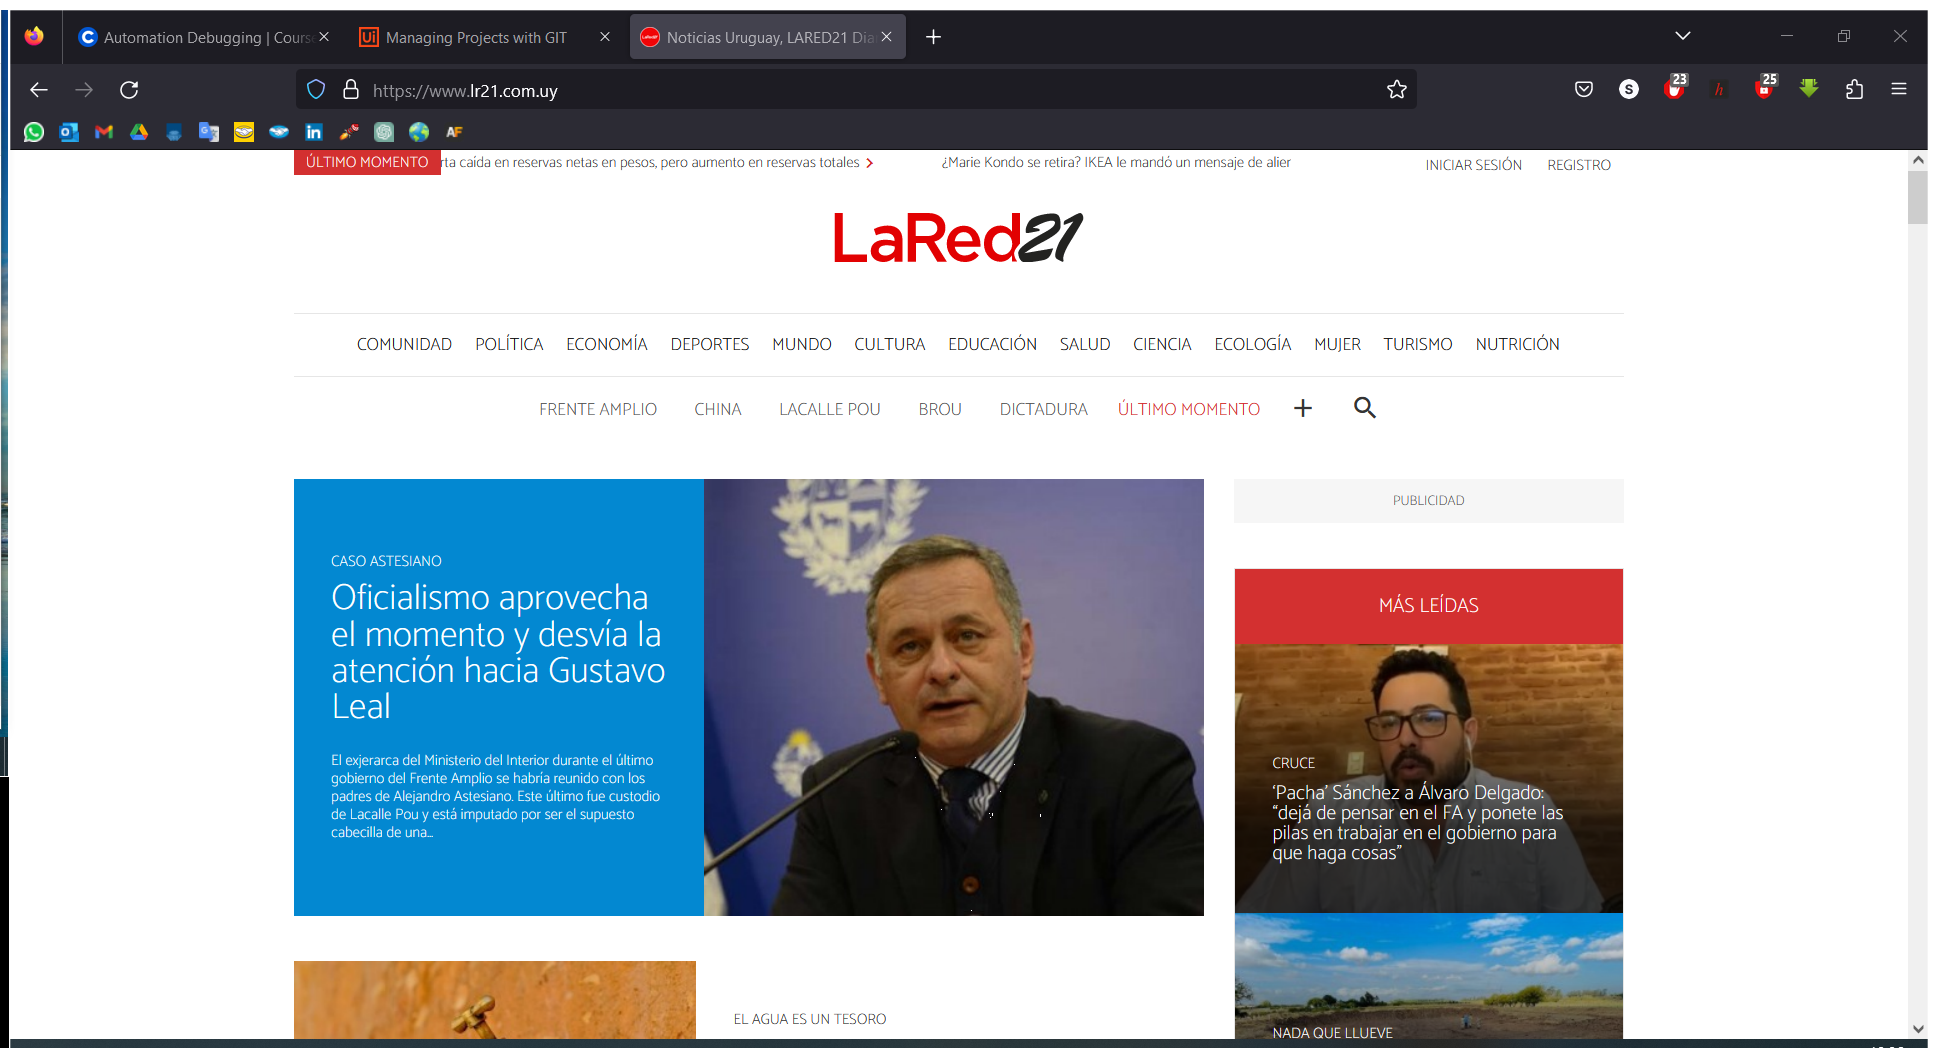 Automation Debugging | Cours
Managing Projects with GIT
Noticias Uruguay, LARED21 Dia
https://www.lr21.com.uy
23
25
ÚLTIMO MOMENTO
rta caída en reservas netas en pesos, pero aumento en reservas totales
¿Marie Kondo se retira? IKEA le mandó un mensaje de alier
INICIAR SESIÓN
REGISTRO
LaRed21
COMUNIDAD POLÍTICA ECONOMÍA DEPORTES MUNDO CULTURA EDUCACIÓN SALUD CIENCIA ECOLOGÍA MUJER TURISMO NUTRICIÓN
FRENTE AMPLIO CHINA LACALLE POU BROU DICTADURA ÚLTIMO MOMENTO +
CASO ASTESIANO
Oficialismo aprovecha
el momento y desvía la
atención hacia Gustavo
Leal
El exjerarca del Ministerio del Interior durante el último
gobierno del Frente Amplio se habría reunido con los
padres de Alejandro Astesiano. Este último fue custodio
de Lacalle Pou y está imputado por ser el supuesto
cabecilla de una...
PUBLICIDAD
MÁS LEÍDAS
CRUCE
‘Pacha’ Sánchez a Álvaro Delgado:
“dejá de pensar en el FA y ponete las
pilas en trabajar en el gobierno para
que haga cosas”
EL AGUA ES UN TESORO
NADA QUE LLUEVE